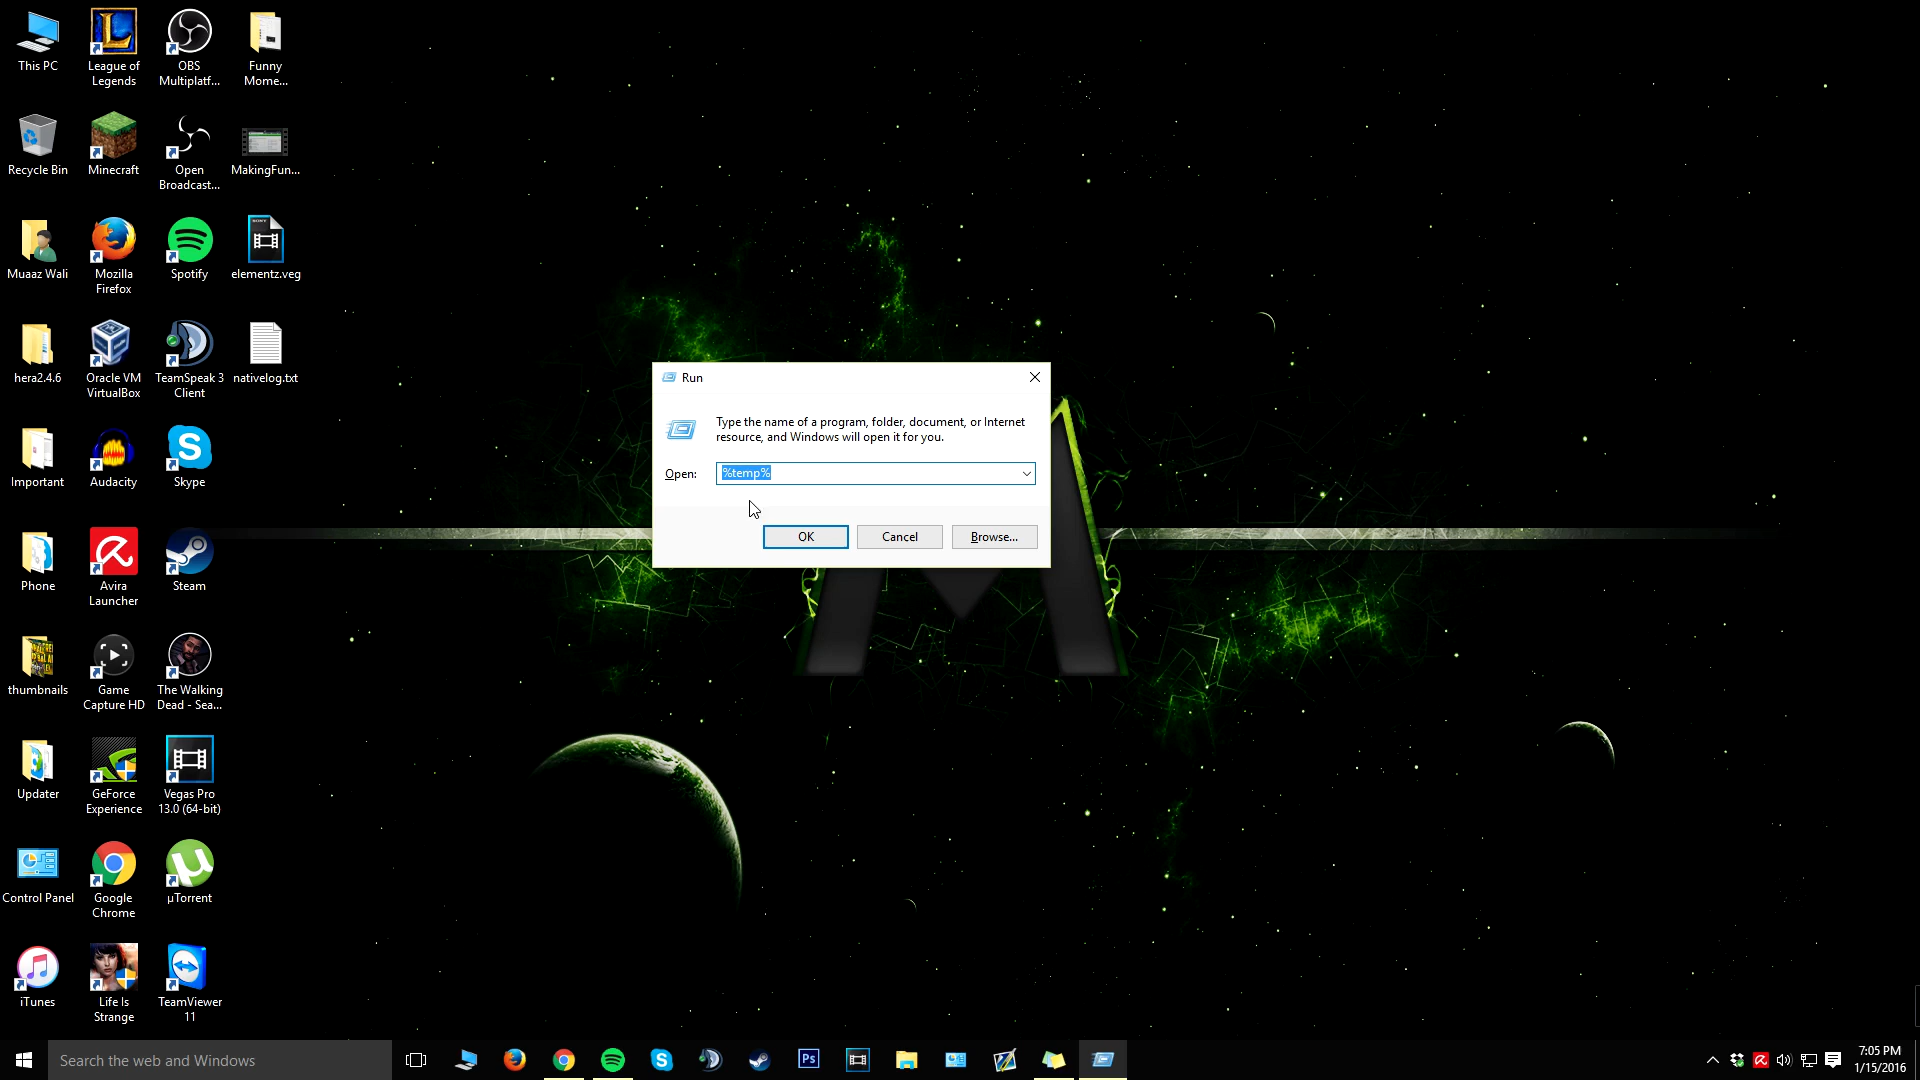 This PC
League of
Legends
OBS
Multiplatf...
Funny
Mome...
Recycle Bin
Minecraft
Open
Broadcast...
MakingFun...
Muaaz Wali
Mozilla
Firefox
Spotify
SONY
elementz.veg
hera2.4.6
Oracle VM
VirtualBox
TeamSpeak 3
Client
nativelog.txt
Important
Audacity
Skype
Phone
Avira
Launcher
Steam
thumbnails
Game
Capture HD
The Walking
Dead - Sea...
Updater
GeForce
Experience
Vegas Pro
13.0 (64-bit)
Control Panel
Google
Chrome
µTorrent
iTunes
Life Is
Strange
TeamViewer
11
Run
Type the name of a program, folder, document, or Internet
resource, and Windows will open it for you.
Open:
%temp%
OK
Cancel
Browse...
Search the web and Windows
Ps
7:05 PM
1/15/2016